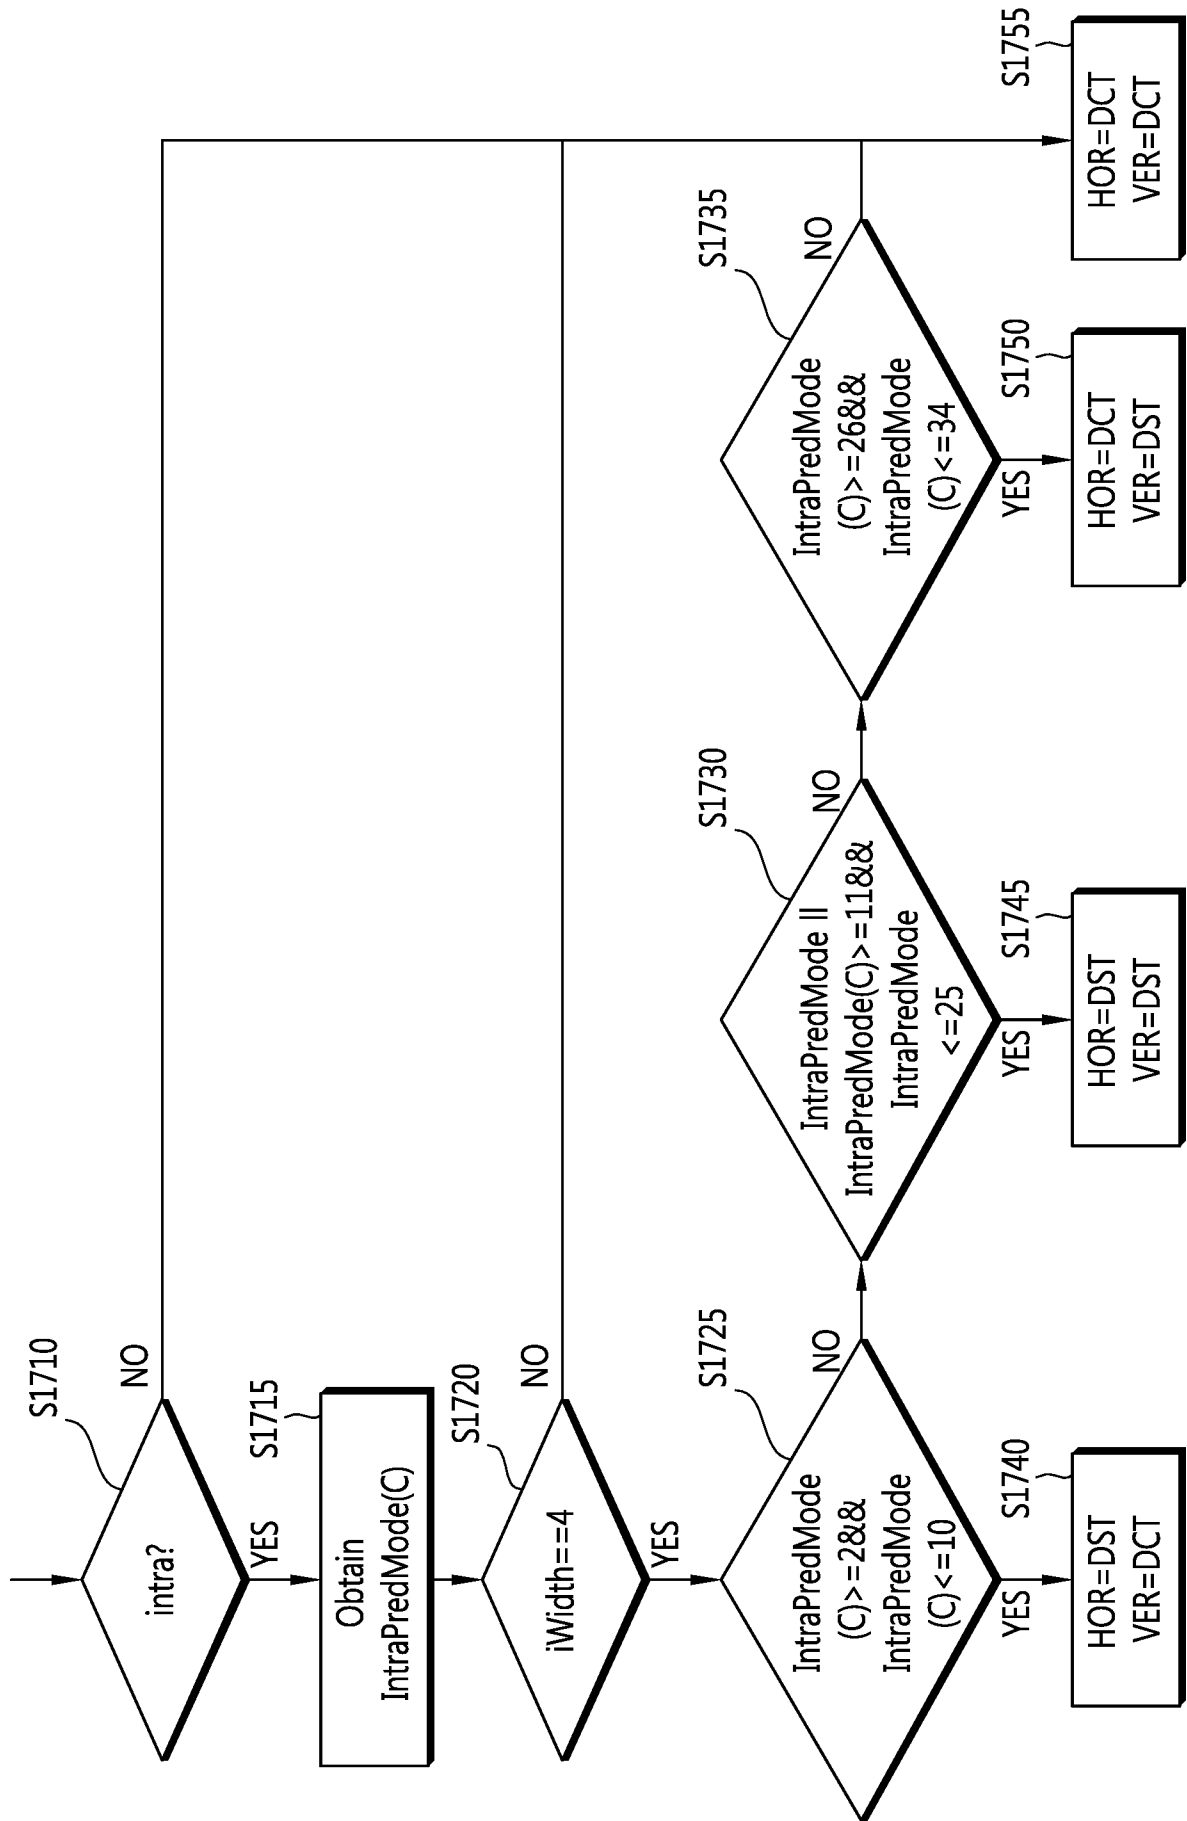 S1710
intra?
NO
YES
S1715
Obtain
IntraPredMode(C)
S1720
iWidth==4
NO
YES
S1725
IntraPredMode
(C)>=2&&
IntraPredMode
(C)<=10
NO
YES
S1730
IntraPredMode ||
IntraPredMode(C)>=11&&
IntraPredMode
<=25
NO
YES
S1735
IntraPredMode
(C)>=26&&
IntraPredMode
(C)<=34
NO
YES
S1740
HOR=DST
VER=DCT
S1745
HOR=DST
VER=DST
S1750
HOR=DCT
VER=DST
S1755
HOR=DCT
VER=DCT